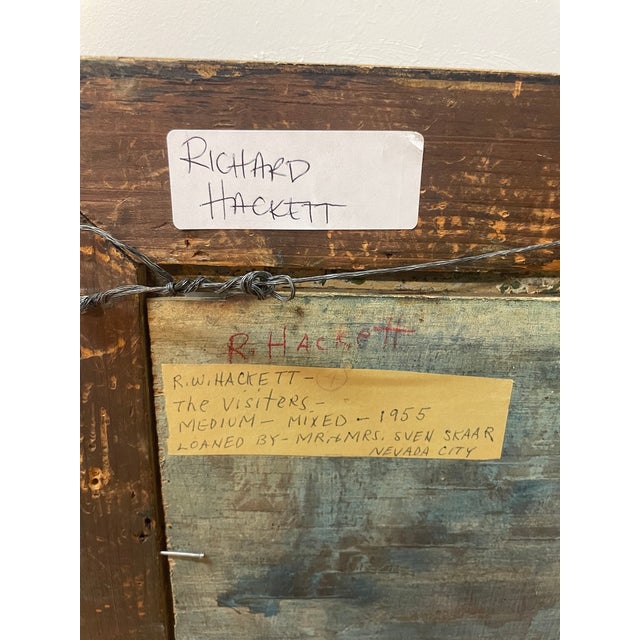 RICHARD
HACKETT
R. HACKETT
R.W. HACKETT -
The VisiTeRS -
MEDIUM - MIXED - 1955
LOANED BY - MR. & MRS. SVEN SKAAR
NEVADA CITY